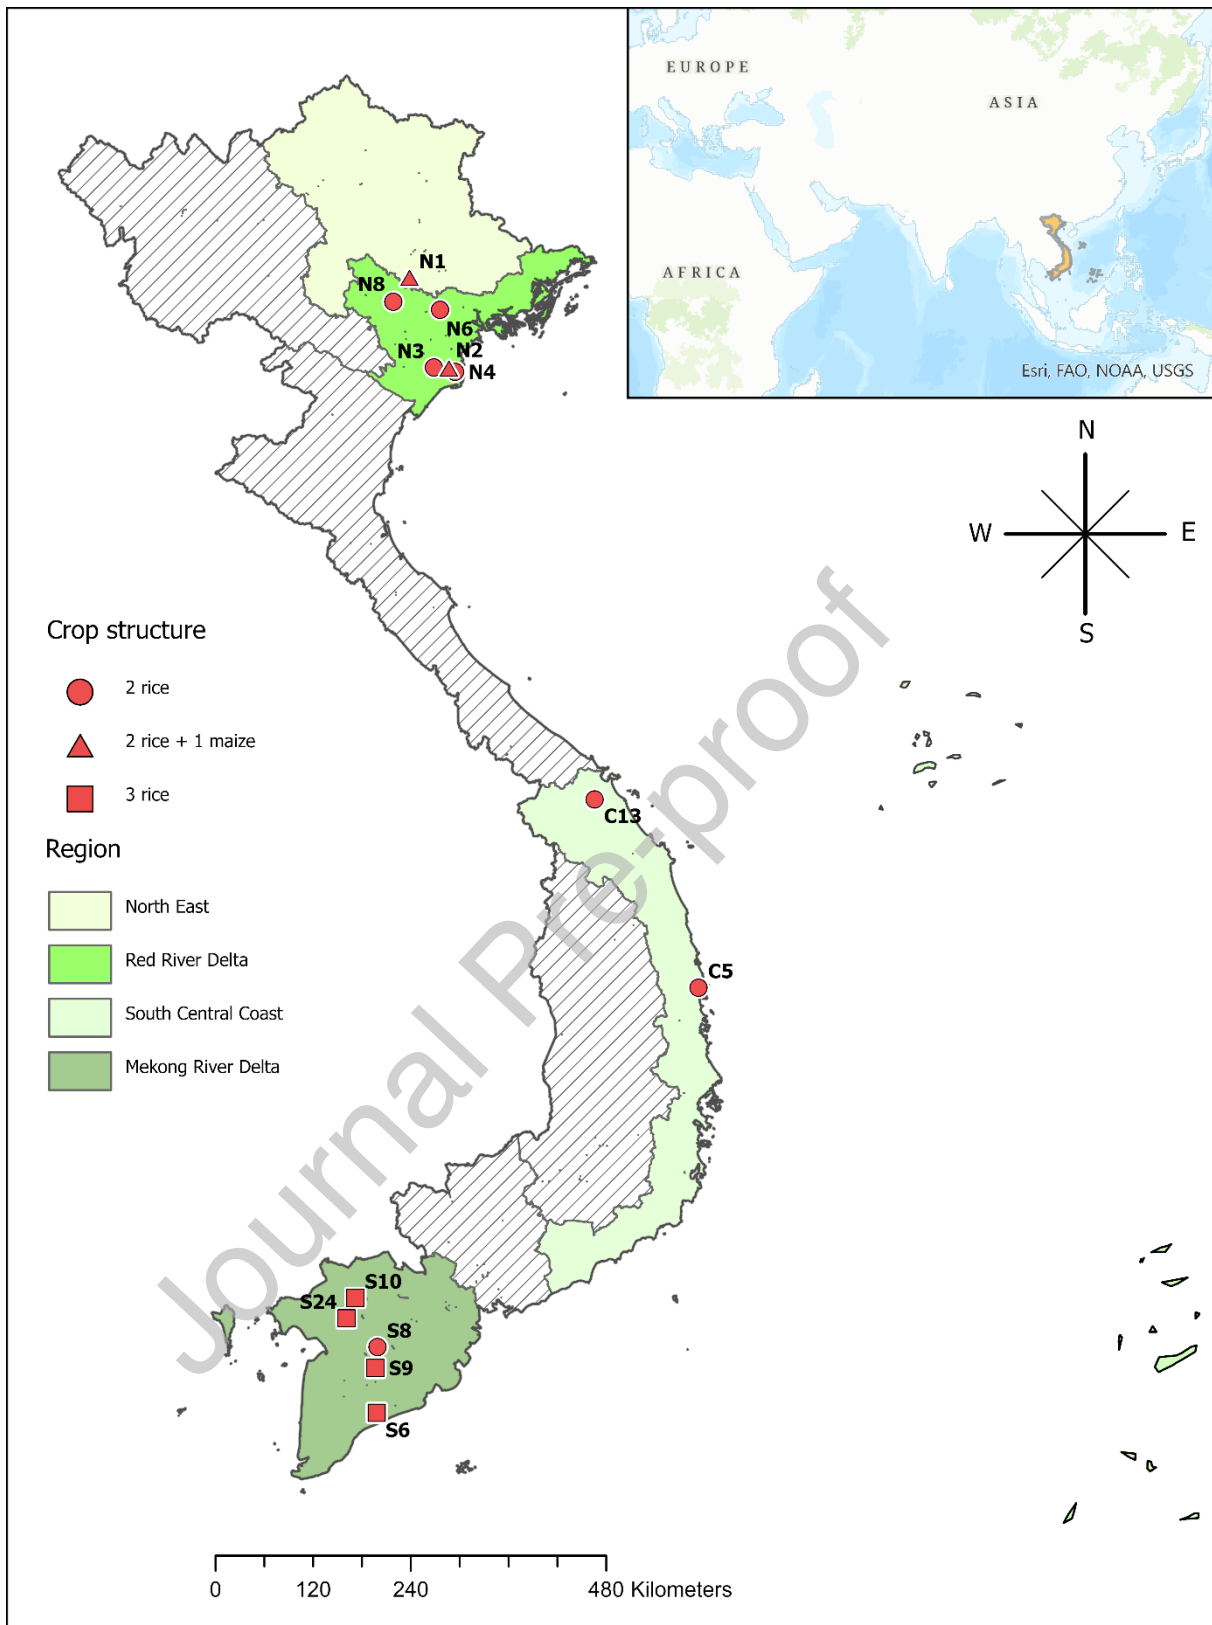 EUROPE
ASIA
AFRICA
Esri, FAO, NOAA, USGS
N1
N8
N6
N3
N2
N4
N
W
E
S
Crop structure
2 rice
2 rice + 1 maize
3 rice
Region
North East
Red River Delta
South Central Coast
Mekong River Delta
C13
C5
Journal Pre-proof
S10
S24
S8
S9
S6
0
120
240
480 Kilometers